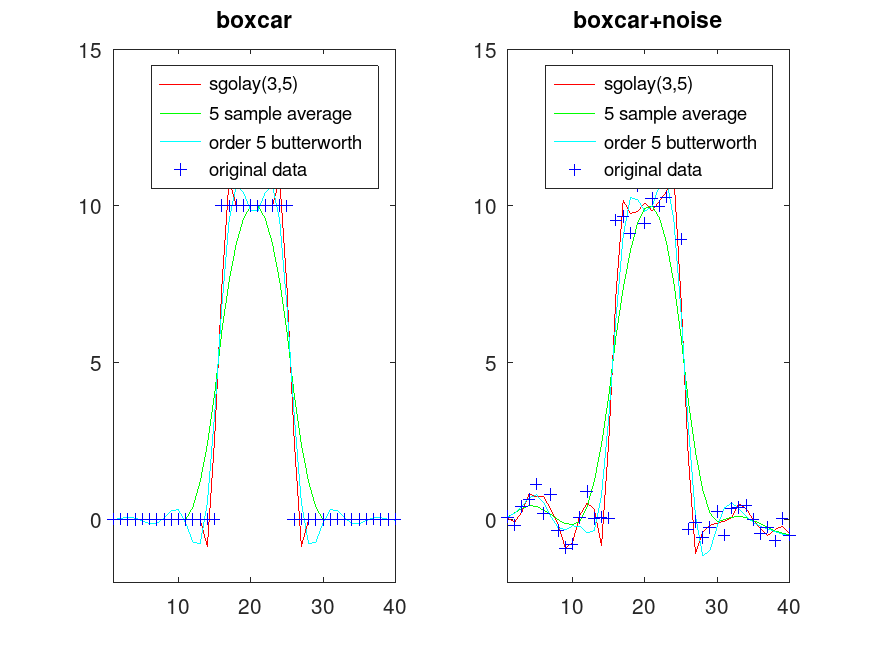 boxcar
15
10
5
0
10
20
30
40
sgolay(3,5)
5 sample average
order 5 butterworth
original data
boxcar+noise
15
10
5
0
10
20
30
40
sgolay(3,5)
5 sample average
order 5 butterworth
original data